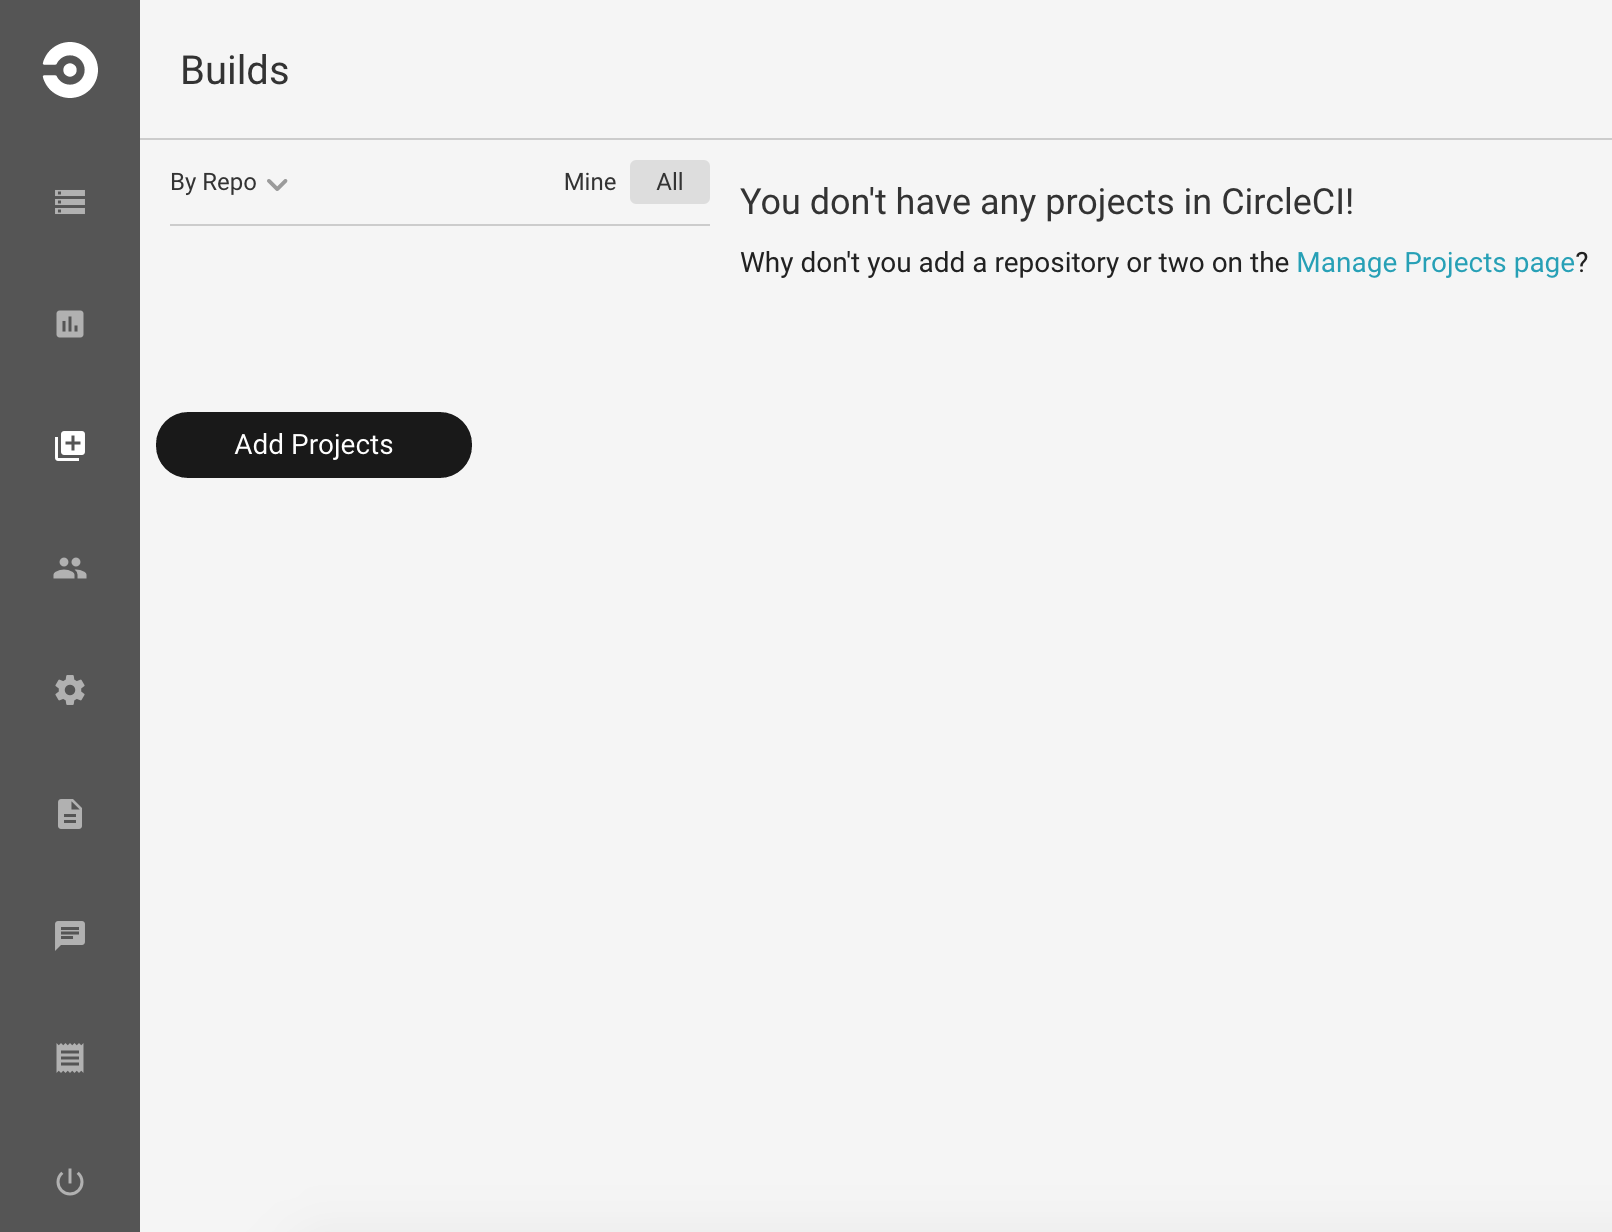 Builds
By Repo
Mine All
You don't have any projects in CircleCI!
Why don't you add a repository or two on the Manage Projects page?
Add Projects